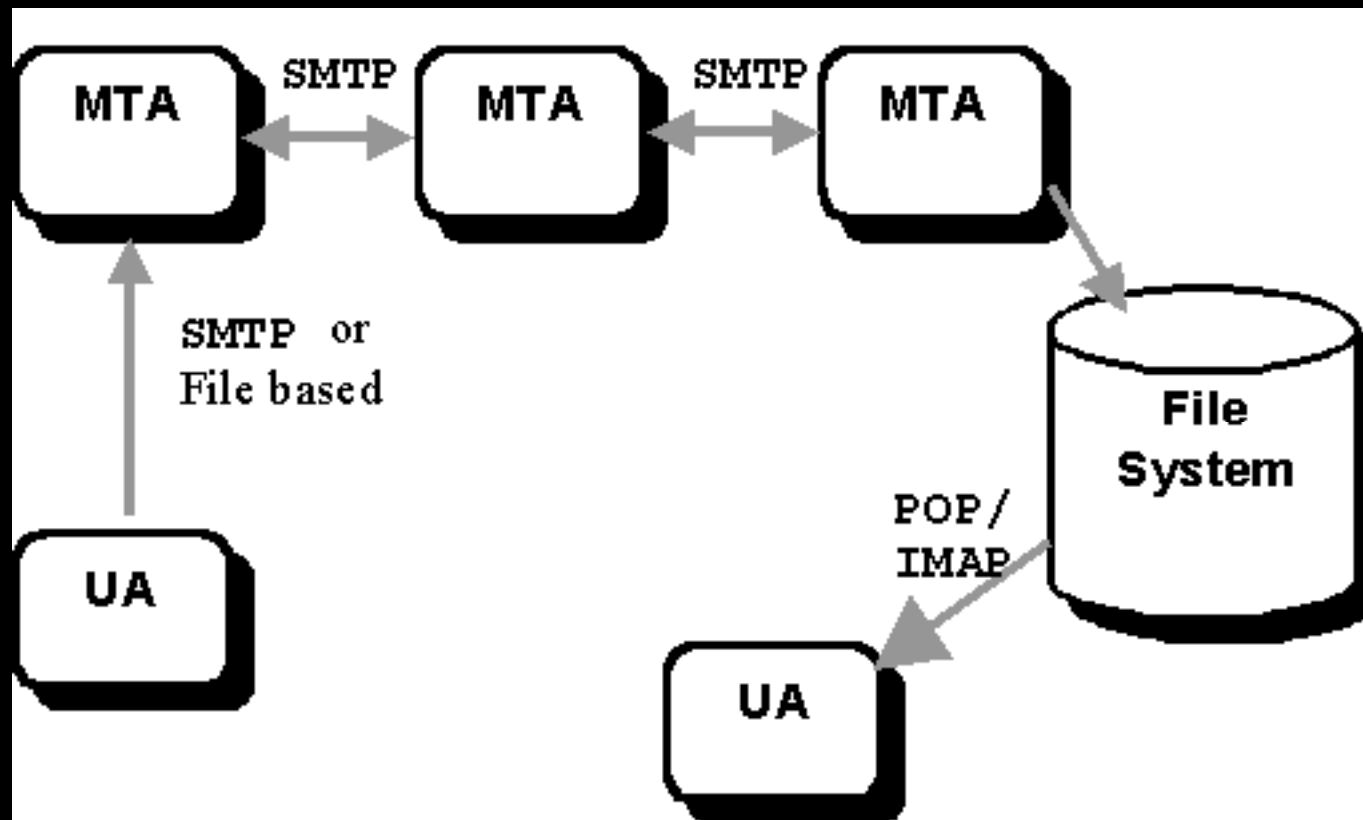 MTA
SMTP
MTA
SMTP
MTA
SMTP or
File based
File
System
POP/
IMAP
UA
UA